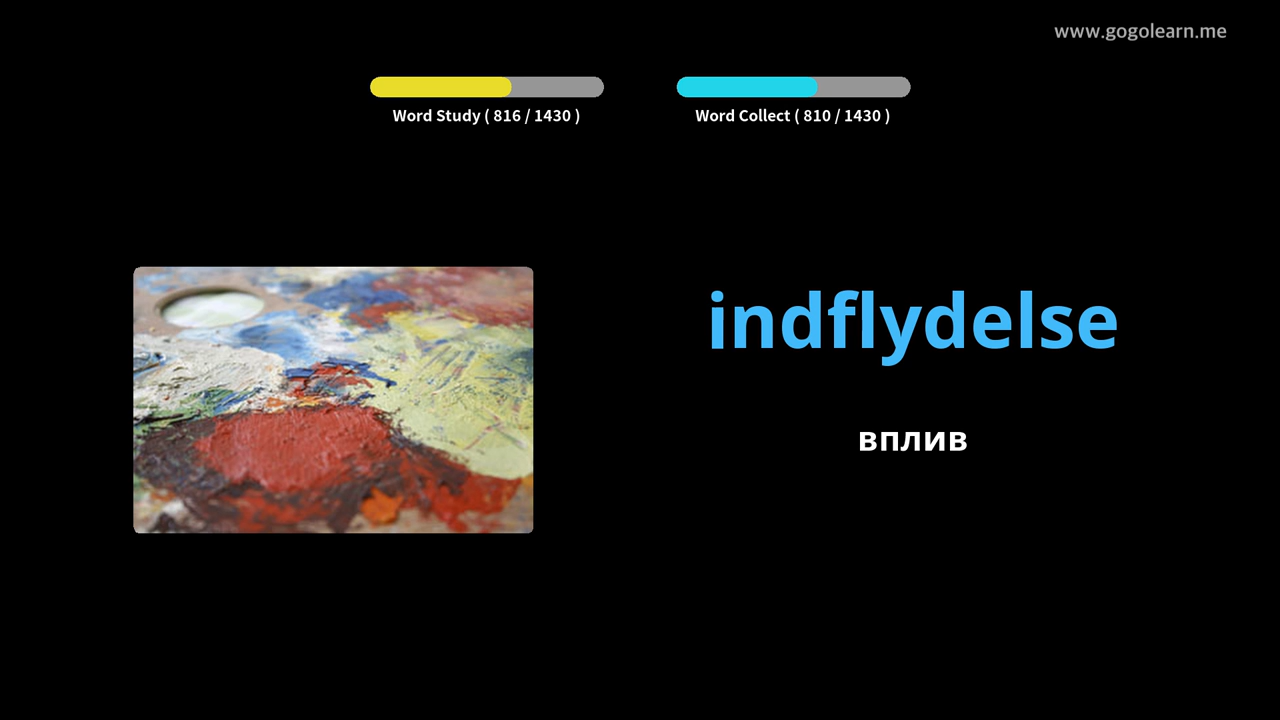 www.gogolearn.me
Word Study ( 816 / 1430 )
Word Collect ( 810 / 1430 )
indflydelse
вплив